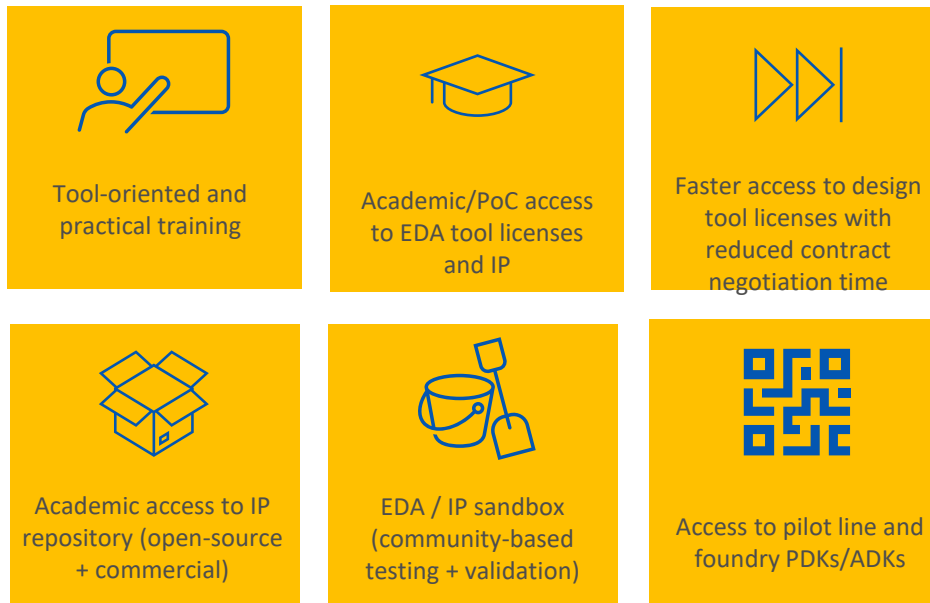 Tool-oriented and
practical training
Academic/PoC access
to EDA tool licenses
and IP
Faster access to design
tool licenses with
reduced contract
negotiation time
Academic access to IP
repository (open-source
+ commercial)
EDA / IP sandbox
(community-based
testing + validation)
Access to pilot line and
foundry PDKs/ADKs